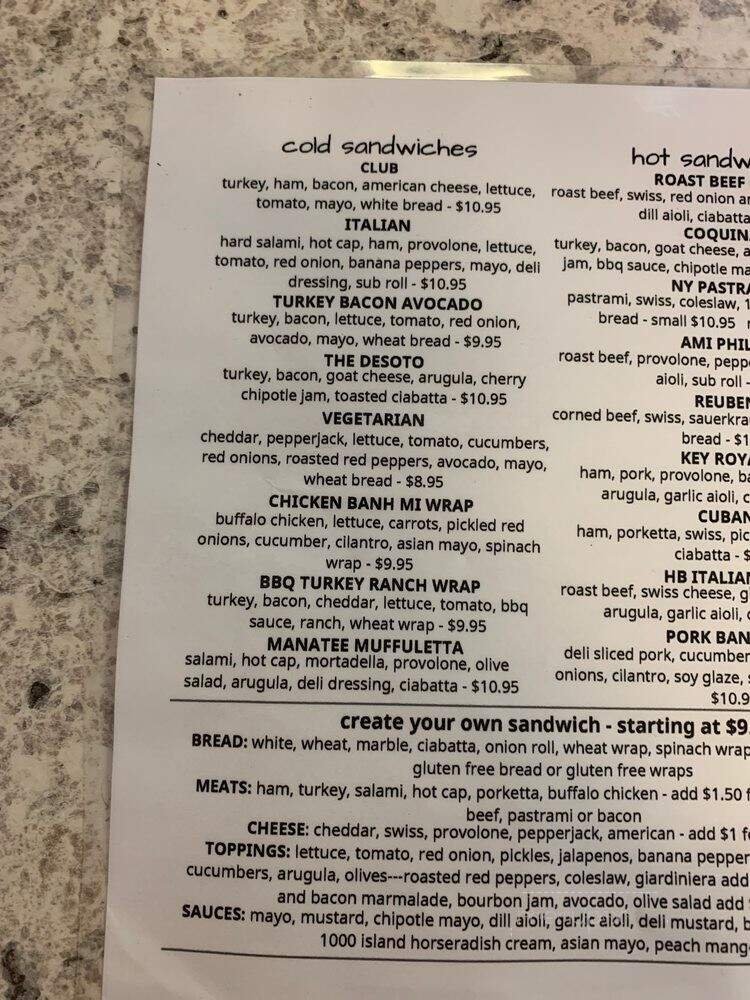 cold sandwiches
CLUB
turkey, ham, bacon, american cheese, lettuce,
tomato, mayo, white bread - $10.95
ITALIAN
hard salami, hot cap, ham, provolone, lettuce,
tomato, red onion, banana peppers, mayo, deli
dressing, sub roll - $10.95
TURKEY BACON AVOCADO
turkey, bacon, lettuce, tomato, red onion,
avocado, mayo, wheat bread - $9.95
THE DESOTO
turkey, bacon, goat cheese, arugula, cherry
chipotle jam, toasted ciabatta - $10.95
VEGETARIAN
cheddar, pepperjack, lettuce, tomato, cucumbers,
red onions, roasted red peppers, avocado, mayo,
wheat bread - $8.95
CHICKEN BANH MI WRAP
buffalo chicken, lettuce, carrots, pickled red
onions, cucumber, cilantro, asian mayo, spinach
wrap - $9.95
BBQ TURKEY RANCH WRAP
turkey, bacon, cheddar, lettuce, tomato, bbq
sauce, ranch, wheat wrap - $9.95
MANATEE MUFFULETTA
salami, hot cap, mortadella, provolone, olive
salad, arugula, deli dressing, ciabatta - $10.95
hot
ROAST BEEF
roast beef, swiss, red onion
dill aioli, ciabatta
turkey, bacon, goat cheese,
jam, bbq sauce, chipotle
NY
pastrami, swiss, coleslaw,
bread - small $10.95
AMI
roast beef, provolone,
aioli, sub roll -
REUBEN
corned beef, swiss,
bread -
KEY
ham, pork, provolone,
arugula, garlic aioli,
CUBAN
ham, porketta, swiss,
ciabatta -
HB ITALIAN
roast beef, swiss cheese,
arugula, garlic aioli,
PORK
deli sliced pork, cucumber
onions, cilantro, soy glaze,
$10.9
create your own sandwich - starting at $9.
BREAD: white, wheat, marble, ciabatta, onion roll, wheat wrap, spinach wrap
gluten free bread or gluten free wraps
MEATS: ham, turkey, salami, hot cap, porketta, buffalo chicken - add $1.50
beef, pastrami or bacon
CHEESE: cheddar, swiss, provolone, pepperjack, american - add $1
TOPPINGS: lettuce, tomato, red onion, pickles, jalapenos, banana pepper
cucumbers, arugula, olives---roasted red peppers, coleslaw, giardiniera add
and bacon marmalade, bourbon jam, avocado, olive salad add
SAUCES: mayo, mustard, chipotle mayo, dill aioli, garlic aioli, deli mustard,
1000 island horseradish cream, asian mayo, peach